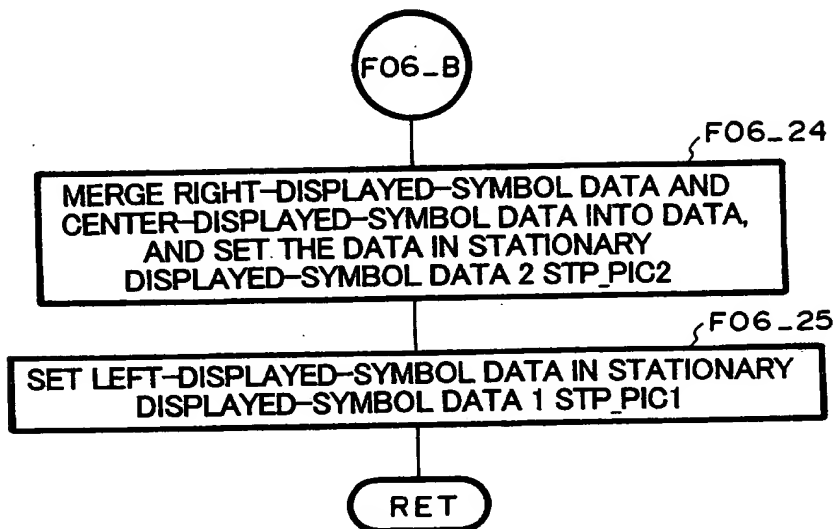 F06_B
F06_24
MERGE RIGHT-DISPLAYED-SYMBOL DATA AND
CENTER-DISPLAYED-SYMBOL DATA INTO DATA,
AND SET THE DATA IN STATIONARY
DISPLAYED-SYMBOL DATA 2 STP_PIC2
F06_25
SET LEFT-DISPLAYED-SYMBOL DATA IN STATIONARY
DISPLAYED-SYMBOL DATA 1 STP_PIC1
RET